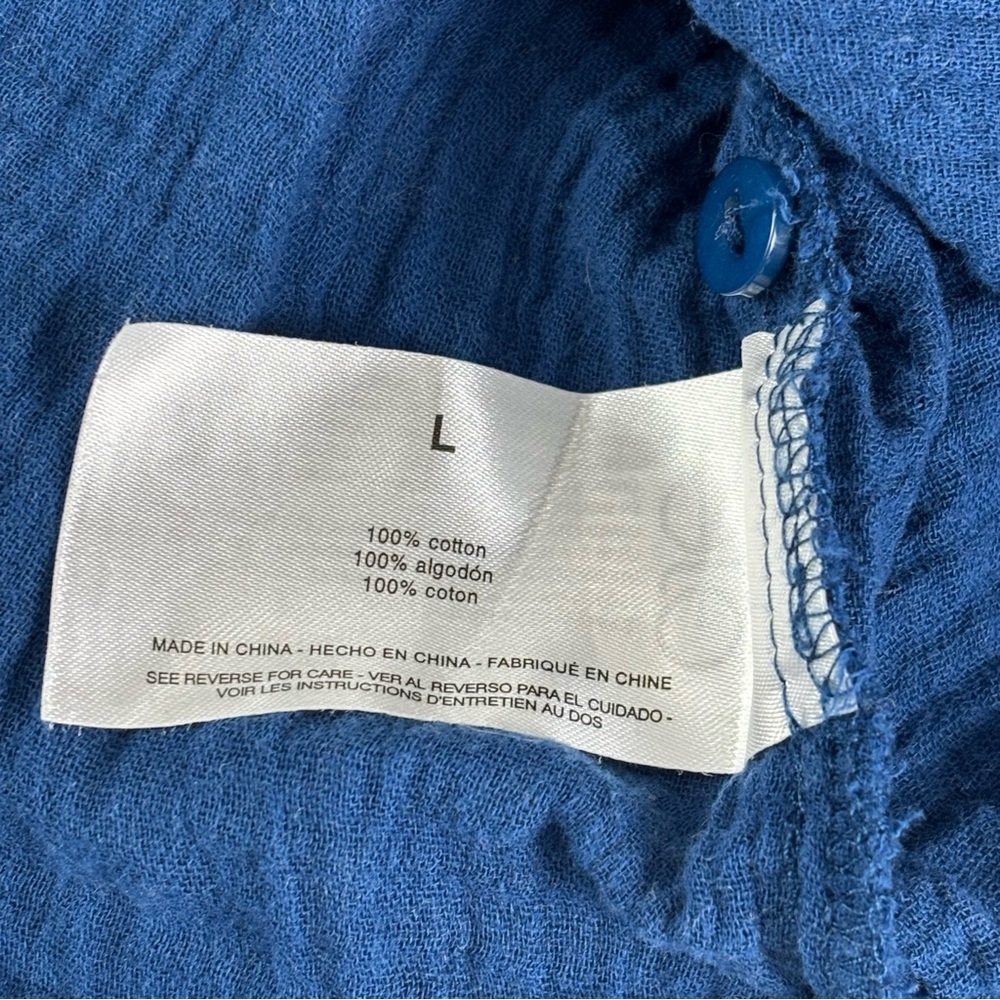 L
100% cotton
100% algodón
100% coton
MADE IN CHINA - HECHO EN CHINA - FABRIQUÉ EN CHINE
SEE REVERSE FOR CARE - VER AL REVERSO PARA EL CUIDADO -
VOIR LES INSTRUCTIONS D'ENTRETIEN AU DOS